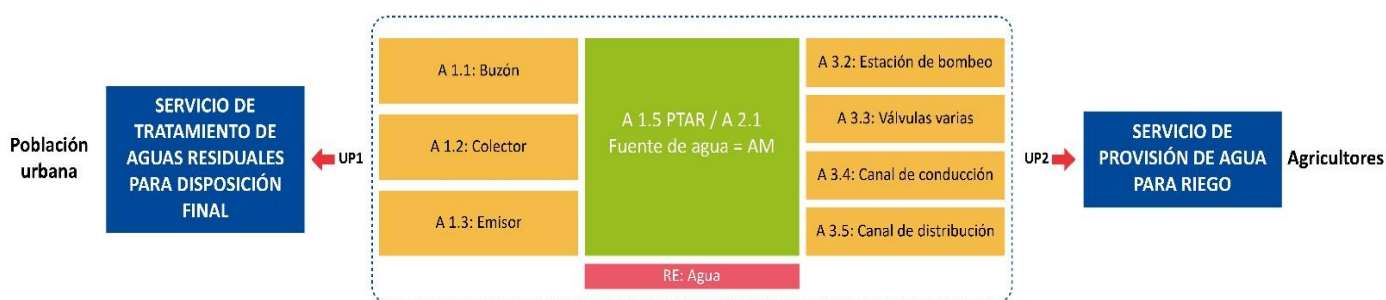 Población
urbana
SERVICIO DE
TRATAMIENTO DE
AGUAS RESIDUALES
PARA DISPOSICIÓN
FINAL
UP1
A 1.1: Buzón
A 1.2: Colector
A 1.3: Emisor
A 1.5 PTAR / A 2.1
Fuente de agua = AM
RE: Agua
A 3.2: Estación de bombeo
A 3.3: Válvulas varias
A 3.4: Canal de conducción
A 3.5: Canal de distribución
UP2
SERVICIO DE
PROVISIÓN DE AGUA
PARA RIEGO
Agricultores